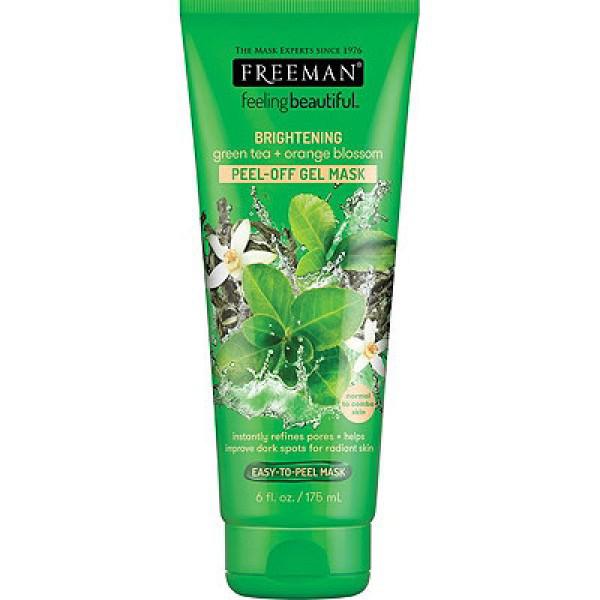 THE MASK EXPERTS SINCE 1976
FREEMAN®
feelingbeautiful™
BRIGHTENING
green tea + orange blossom
PEEL-OFF GEL MASK
normal
to combo
skin
instantly refines pores + helps
improve dark spots for radiant skin
EASY-TO-PEEL MASK
6 fl. oz. / 175 mL